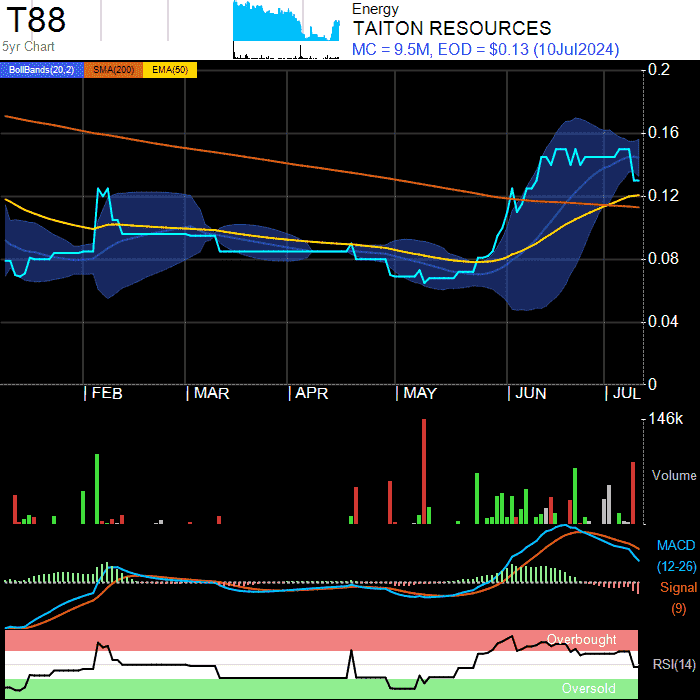 T88
5yr Chart
Energy
TAITON RESOURCES
MC = 9.5M, EOD = $0.13 (10Jul2024)
BollBands(20,2) SMA(200) EMA(50)
0.2
0.16
0.12
0.08
0.04
0
FEB MAR APR MAY JUN JUL
146k
Volume
MACD
(12-26)
Signal
(9)
Overbought
RSI(14)
Oversold